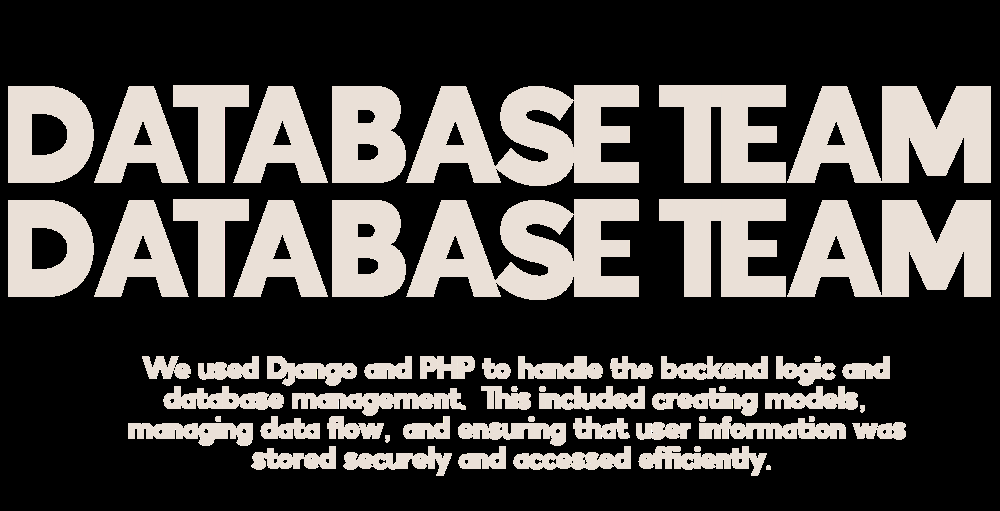 DATABASE TEAM
DATABASE TEAM
We used Django and PHP to handle the backend logic and
database management. This included creating models,
managing data flow, and ensuring that user information was
stored securely and accessed efficiently.